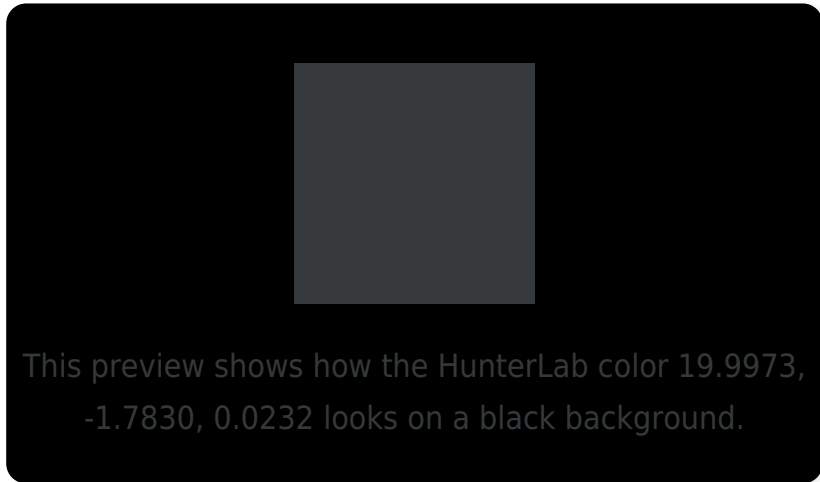 This preview shows how the HunterLab color 19.9973,
-1.7830, 0.0232 looks on a black background.